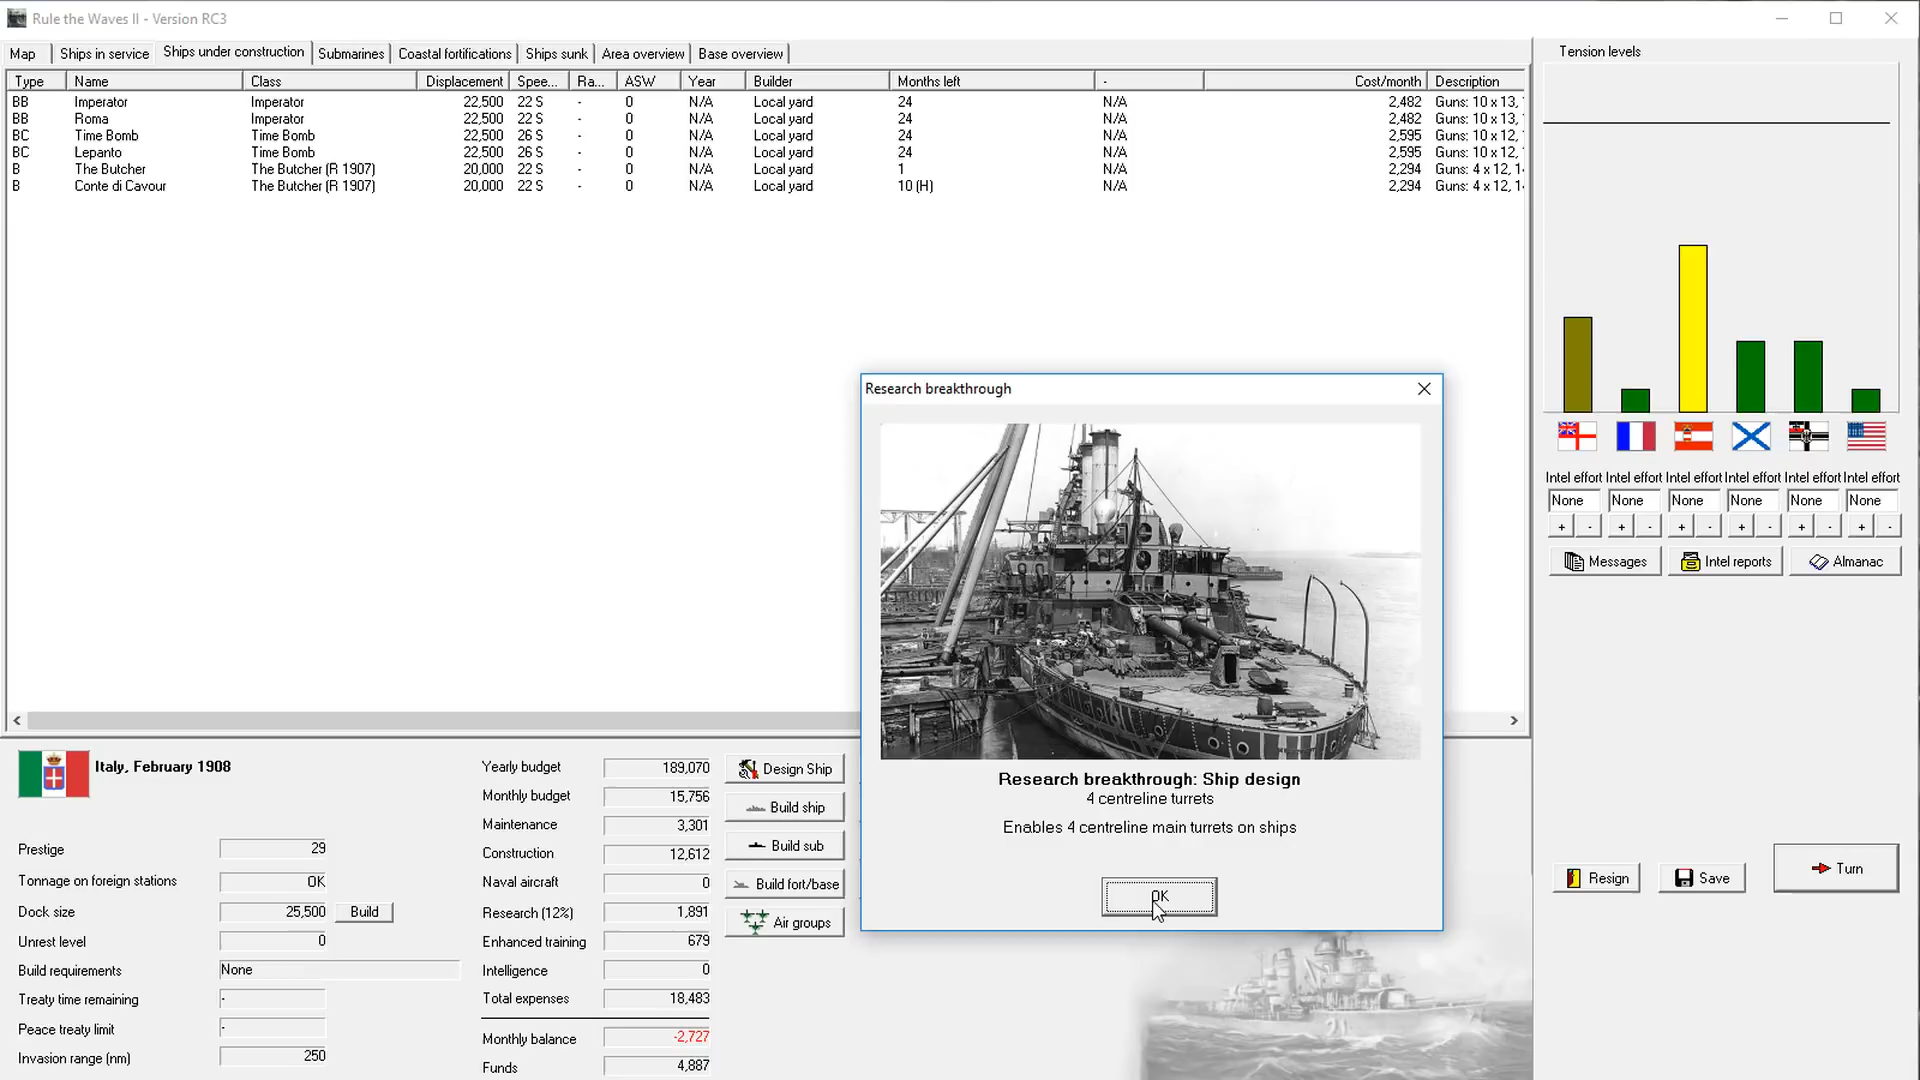 Rule the Waves II - Version RC3
Map Ships in service Ships under construction Submarines Coastal fortifications Ships sunk Area overview Base overview
Type Name Class Displacement Spee... Ra... ASW Year Builder Months left - Cost/month Description
BB Imperator Imperator 22,500 22 S - 0 N/A Local yard 24 N/A 2,482 Guns: 10 x 13,
BB Roma Imperator 22,500 22 S - 0 N/A Local yard 24 N/A 2,482 Guns: 10 x 13,
BC Time Bomb Time Bomb 22,500 26 S - 0 N/A Local yard 24 N/A 2,595 Guns: 10 x 12,
BC Lepanto Time Bomb 22,500 26 S - 0 N/A Local yard 24 N/A 2,595 Guns: 10 x 12,
B The Butcher The Butcher (R 1907) 20,000 22 S - 0 N/A Local yard 1 N/A 2,294 Guns: 4 x 12, 14
B Conte di Cavour The Butcher (R 1907) 20,000 22 S - 0 N/A Local yard 10 (H) N/A 2,294 Guns: 4 x 12, 14
Tension levels
Intel effort Intel effort Intel effort Intel effort Intel effort Intel effort
None None None None None None
+ - + - + - + - + - + -
Messages Intel reports Almanac
Resign Save Turn
Research breakthrough
Research breakthrough: Ship design
4 centreline turrets
Enables 4 centreline main turrets on ships
OK
Italy, February 1908
Prestige 29
Tonnage on foreign stations OK
Dock size 25,500 Build
Unrest level 0
Build requirements None
Treaty time remaining -
Peace treaty limit -
Invasion range (nm) 250
Yearly budget 189,070
Monthly budget 15,756
Maintenance 3,301
Construction 12,612
Naval aircraft 0
Research (12%) 1,891
Enhanced training 679
Intelligence 0
Total expenses 18,483
Monthly balance -2,727
Funds 4,887
Design Ship
Build ship
Build sub
Build fort/base
Air groups